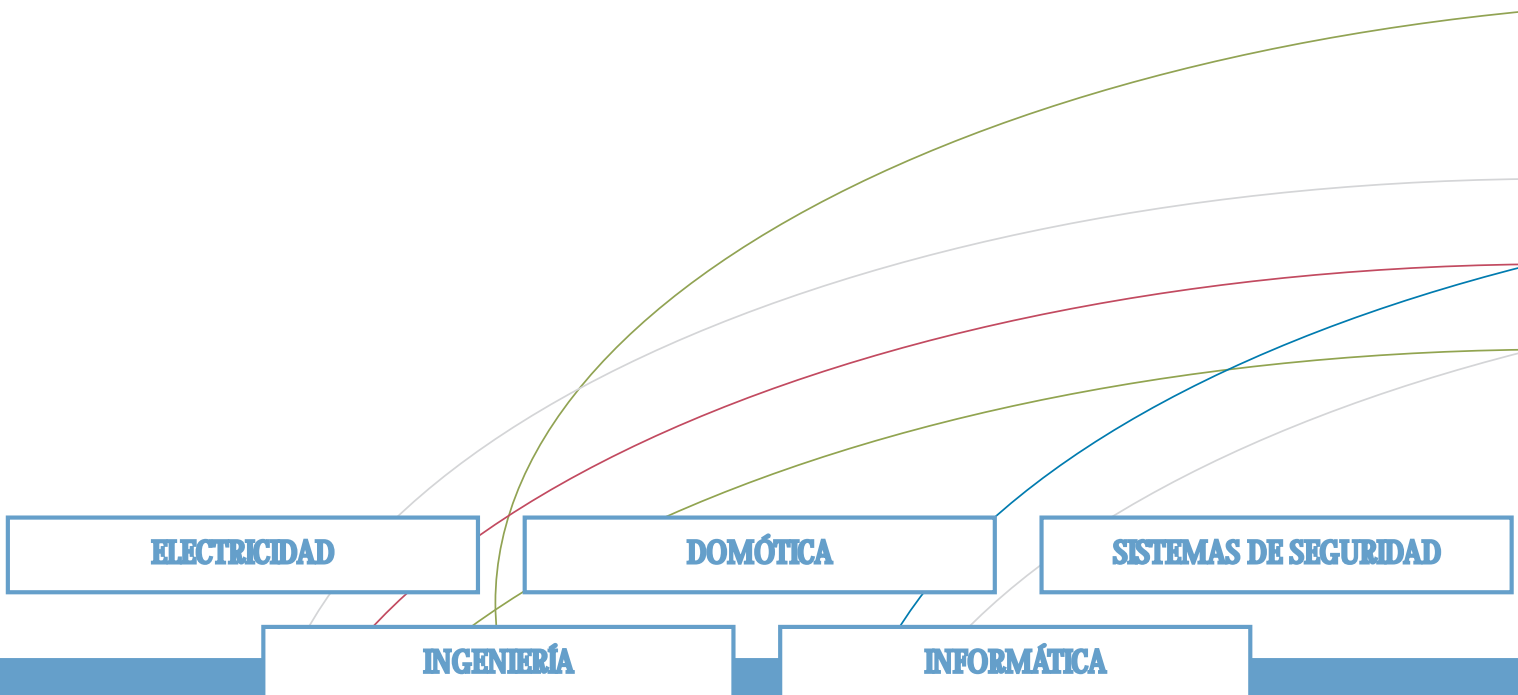 ELECTRICIDAD
DOMÓTICA
SISTEMAS DE SEGURIDAD
INGENIERÍA
INFORMÁTICA